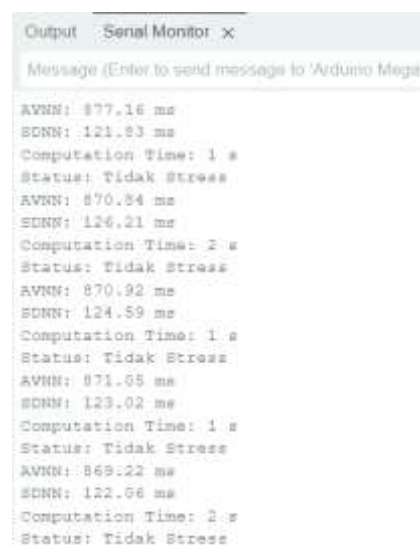 Output Serial Monitor ×
Message (Enter to send message to 'Arduino Mega
AVNN: 877.16 ms
SDNN: 121.83 ms
Computation Time: 1 s
Status: Tidak Stress
AVNN: 870.84 ms
SDNN: 126.21 ms
Computation Time: 2 s
Status: Tidak Stress
AVNN: 870.92 ms
SDNN: 124.59 ms
Computation Time: 1 s
Status: Tidak Stress
AVNN: 871.05 ms
SDNN: 123.02 ms
Computation Time: 1 s
Status: Tidak Stress
AVNN: 869.22 ms
SDNN: 122.06 ms
Computation Time: 2 s
Status: Tidak Stress